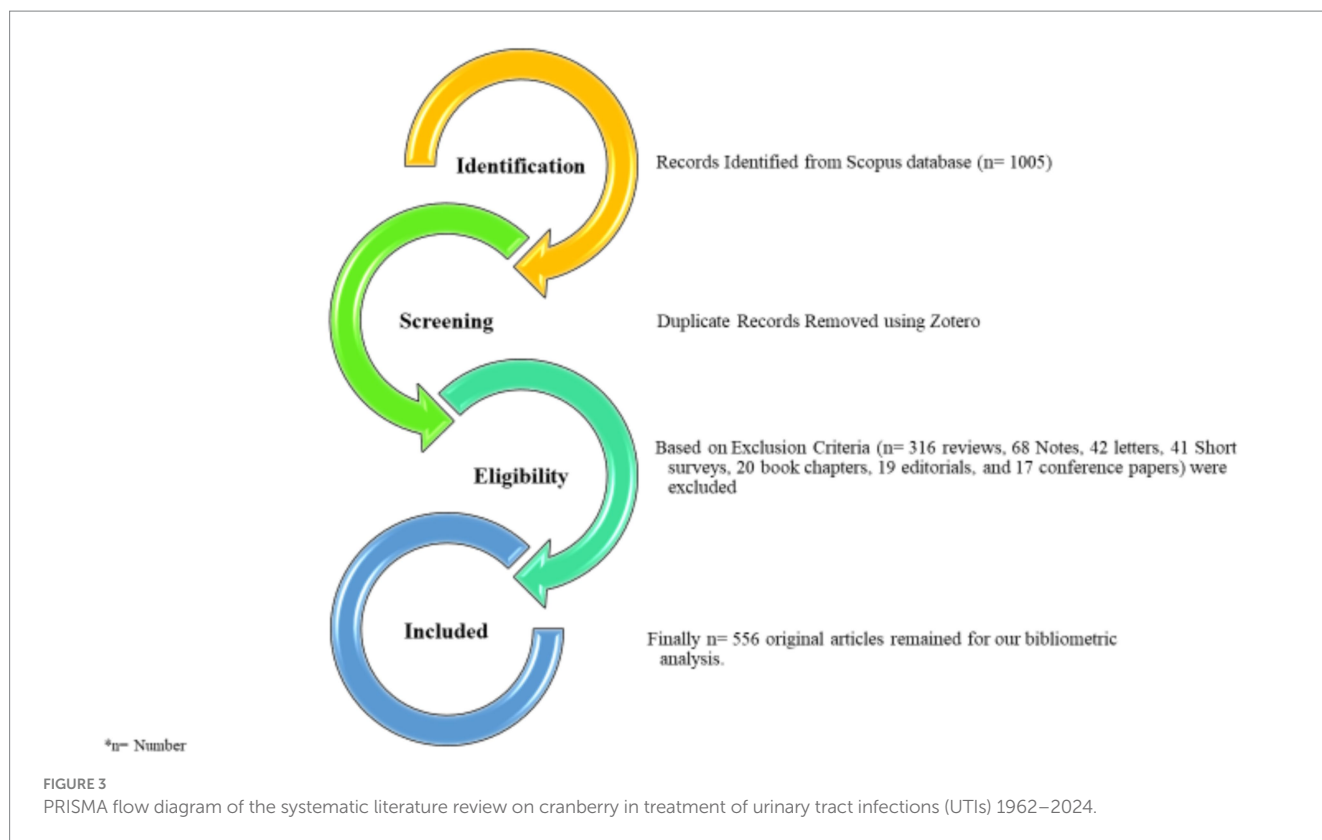 Identification
Records Identified from Scopus database (n= 1005)
Screening
Duplicate Records Removed using Zotero
Eligibility
Based on Exclusion Criteria (n= 316 reviews, 68 Notes, 42 letters, 41 Short
surveys, 20 book chapters, 19 editorials, and 17 conference papers) were
excluded
Included
Finally n= 556 original articles remained for our bibliometric
analysis.
*n= Number
FIGURE 3
PRISMA flow diagram of the systematic literature review on cranberry in treatment of urinary tract infections (UTIs) 1962–2024.